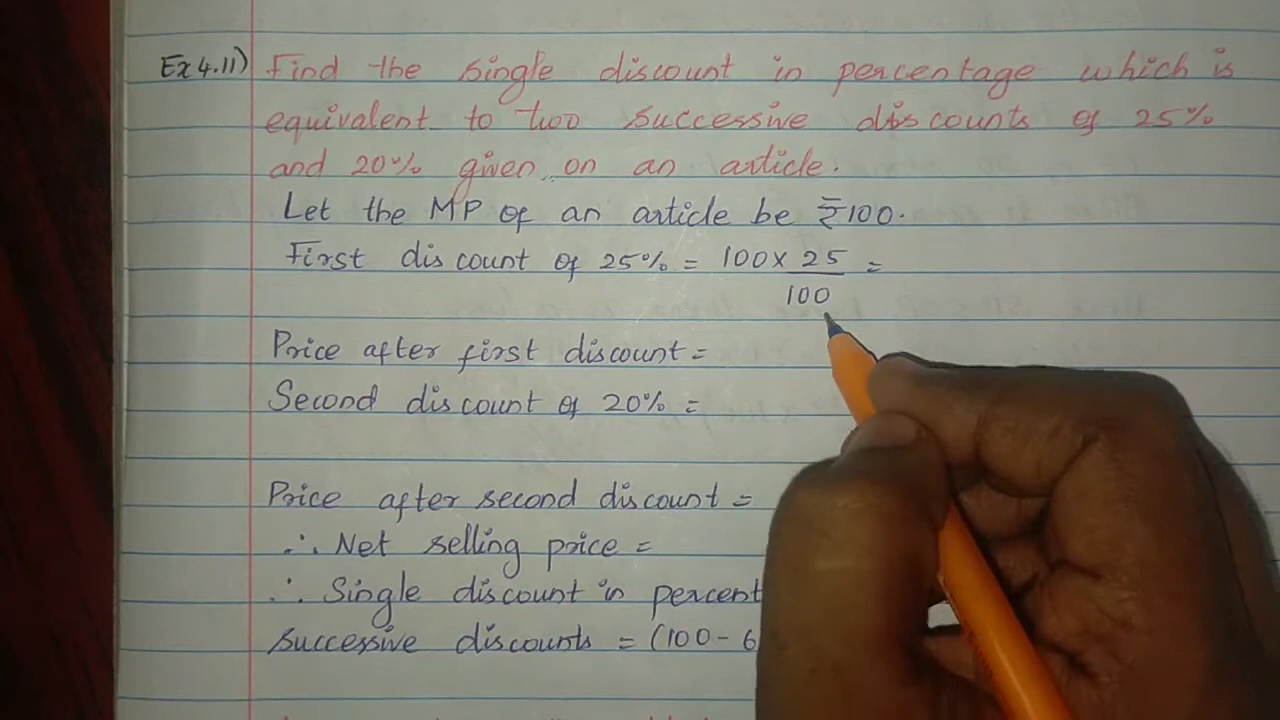 Ex 4.11) Find the single discount in percentage which is
equivalent to two successive discounts of 25%
and 20% given on an article.
Let the MP of an article be ₹100.
First discount of 25% = 100 × 25 =
100
Price after first discount =
Second discount of 20% =
Price after second discount =
∴ Net selling price =
∴ Single discount in percent
successive discounts = (100 - 6